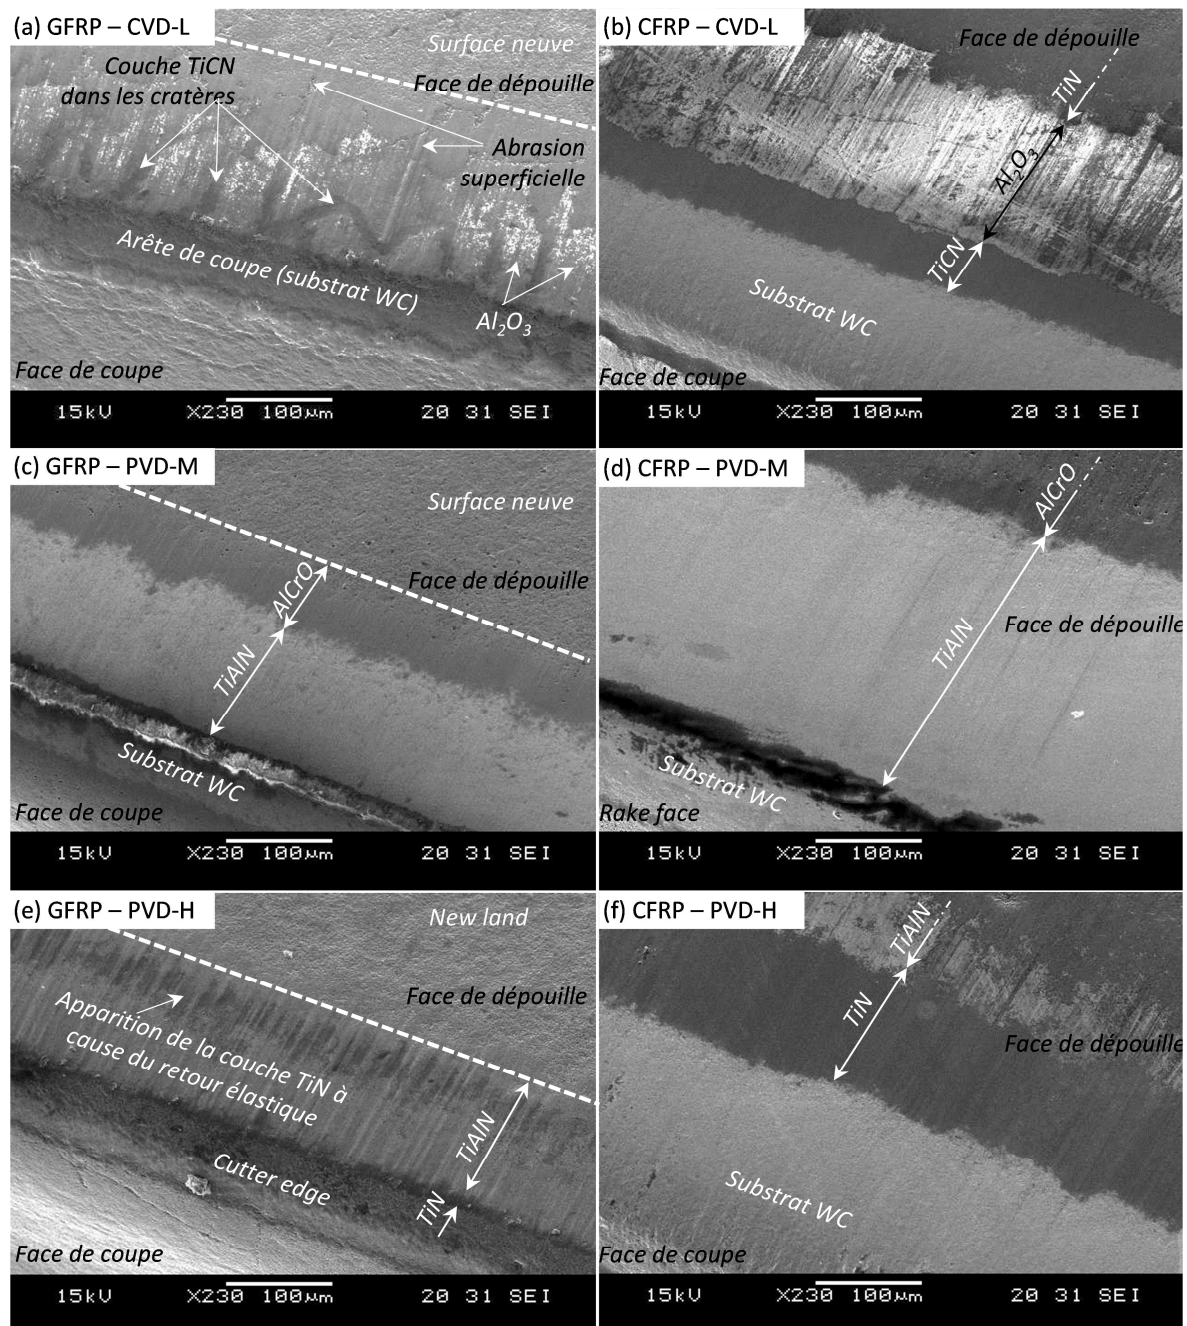 (a) GFRP – CVD-L
Surface neuve
Couche TiCN
dans les cratères
Face de dépouille
Abrasion
superficielle
Arête de coupe (substrat WC)
Al2O3
Face de coupe
15kV X230 100μm 20 31 SEI
(b) CFRP – CVD-L
Face de dépouille
TiN
Al2O3
TiCN
Substrat WC
Face de coupe
15kV X230 100μm 20 31 SEI
(c) GFRP – PVD-M
Surface neuve
Face de dépouille
AlCrO
TiAlN
Substrat WC
Face de coupe
15kV X230 100μm 20 31 SEI
(d) CFRP – PVD-M
AlCrO
Face de dépouille
TiAlN
Substrat WC
Rake face
15kV X230 100μm 20 31 SEI
(e) GFRP – PVD-H
New land
Face de dépouille
Apparition de la couche TiN à
cause du retour élastique
TiAlN
Cutter edge
TiN
Face de coupe
15kV X230 100μm 20 31 SEI
(f) CFRP – PVD-H
TiAlN
TiN
Face de dépouille
Substrat WC
Face de coupe
15kV X230 100μm 20 31 SEI